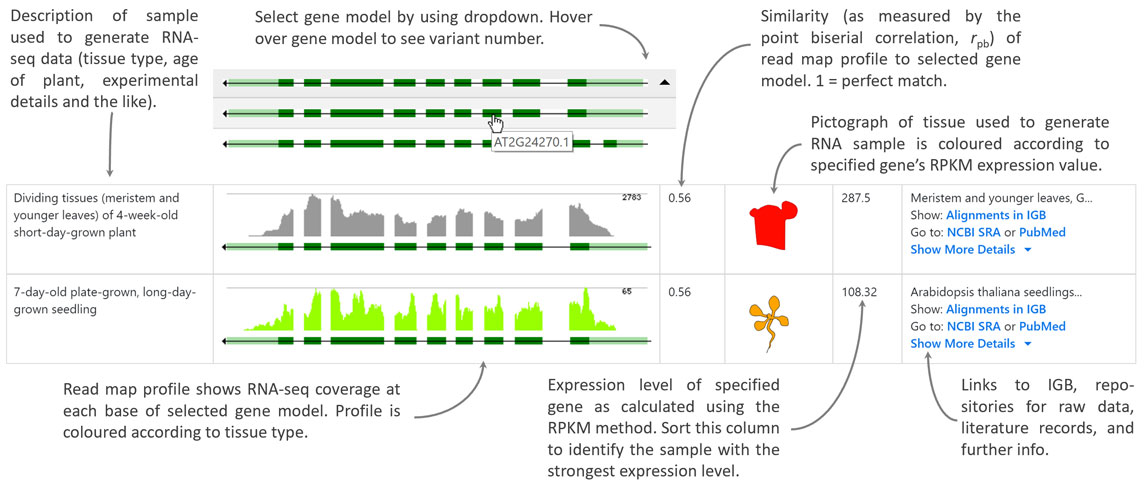 Description of sample
used to generate RNA-
seq data (tissue type, age
of plant, experimental
details and the like).
Select gene model by using dropdown. Hover
over gene model to see variant number.
Similarity (as measured by the
point biserial correlation, rpb) of
read map profile to selected gene
model. 1 = perfect match.
AT2G24270.1
Pictograph of tissue used to generate
RNA sample is coloured according to
specified gene's RPKM expression value.
Dividing tissues (meristem and
younger leaves) of 4-week-old
short-day-grown plant
2783
0.56
287.5
Meristem and younger leaves, G...
Show: Alignments in IGB
Go to: NCBI SRA or PubMed
Show More Details
7-day-old plate-grown, long-day-
grown seedling
65
0.56
108.32
Arabidopsis thaliana seedlings...
Show: Alignments in IGB
Go to: NCBI SRA or PubMed
Show More Details
Read map profile shows RNA-seq coverage at
each base of selected gene model. Profile is
coloured according to tissue type.
Expression level of specified
gene as calculated using the
RPKM method. Sort this column
to identify the sample with the
strongest expression level.
Links to IGB, repo-
sitories for raw data,
literature records, and
further info.